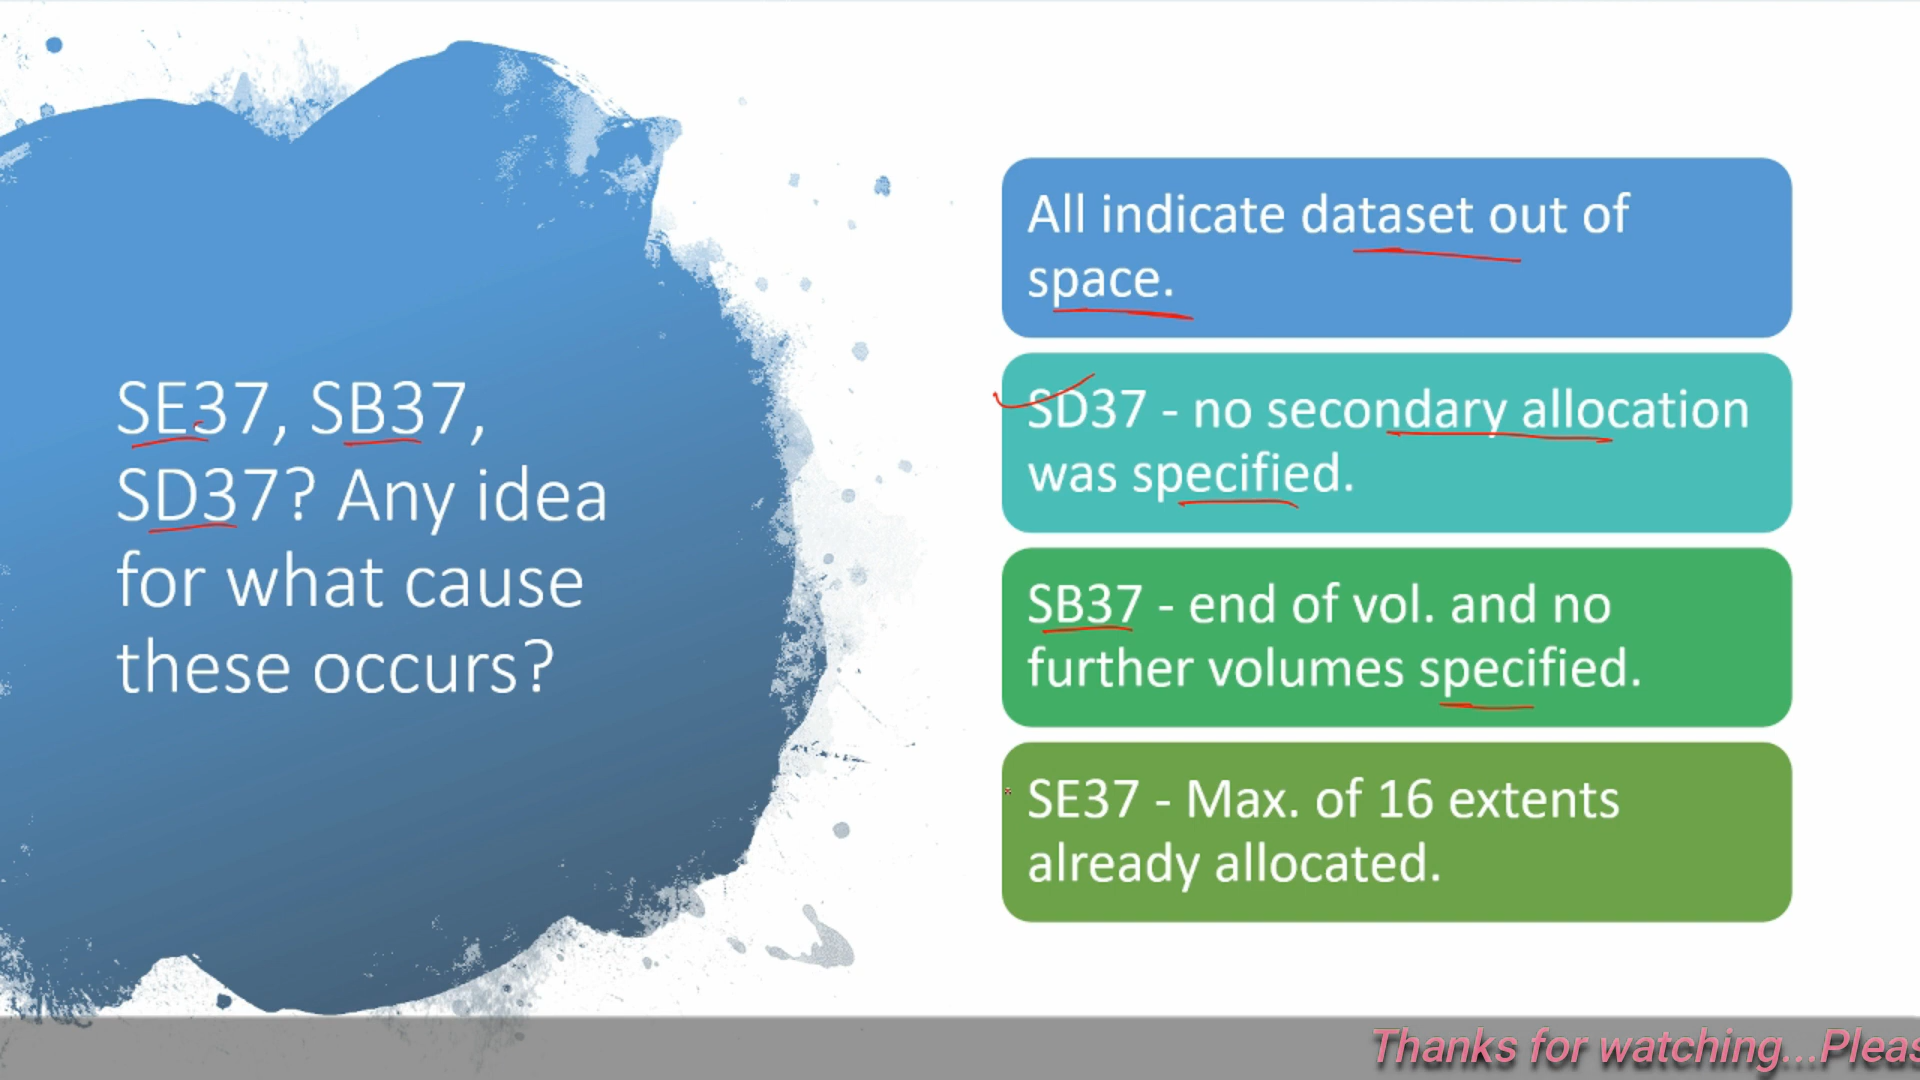 SE37, SB37,
SD37? Any idea
for what cause
these occurs?
All indicate dataset out of
space.
SD37 - no secondary allocation
was specified.
SB37 - end of vol. and no
further volumes specified.
SE37 - Max. of 16 extents
already allocated.
Thanks for watching...Pleas